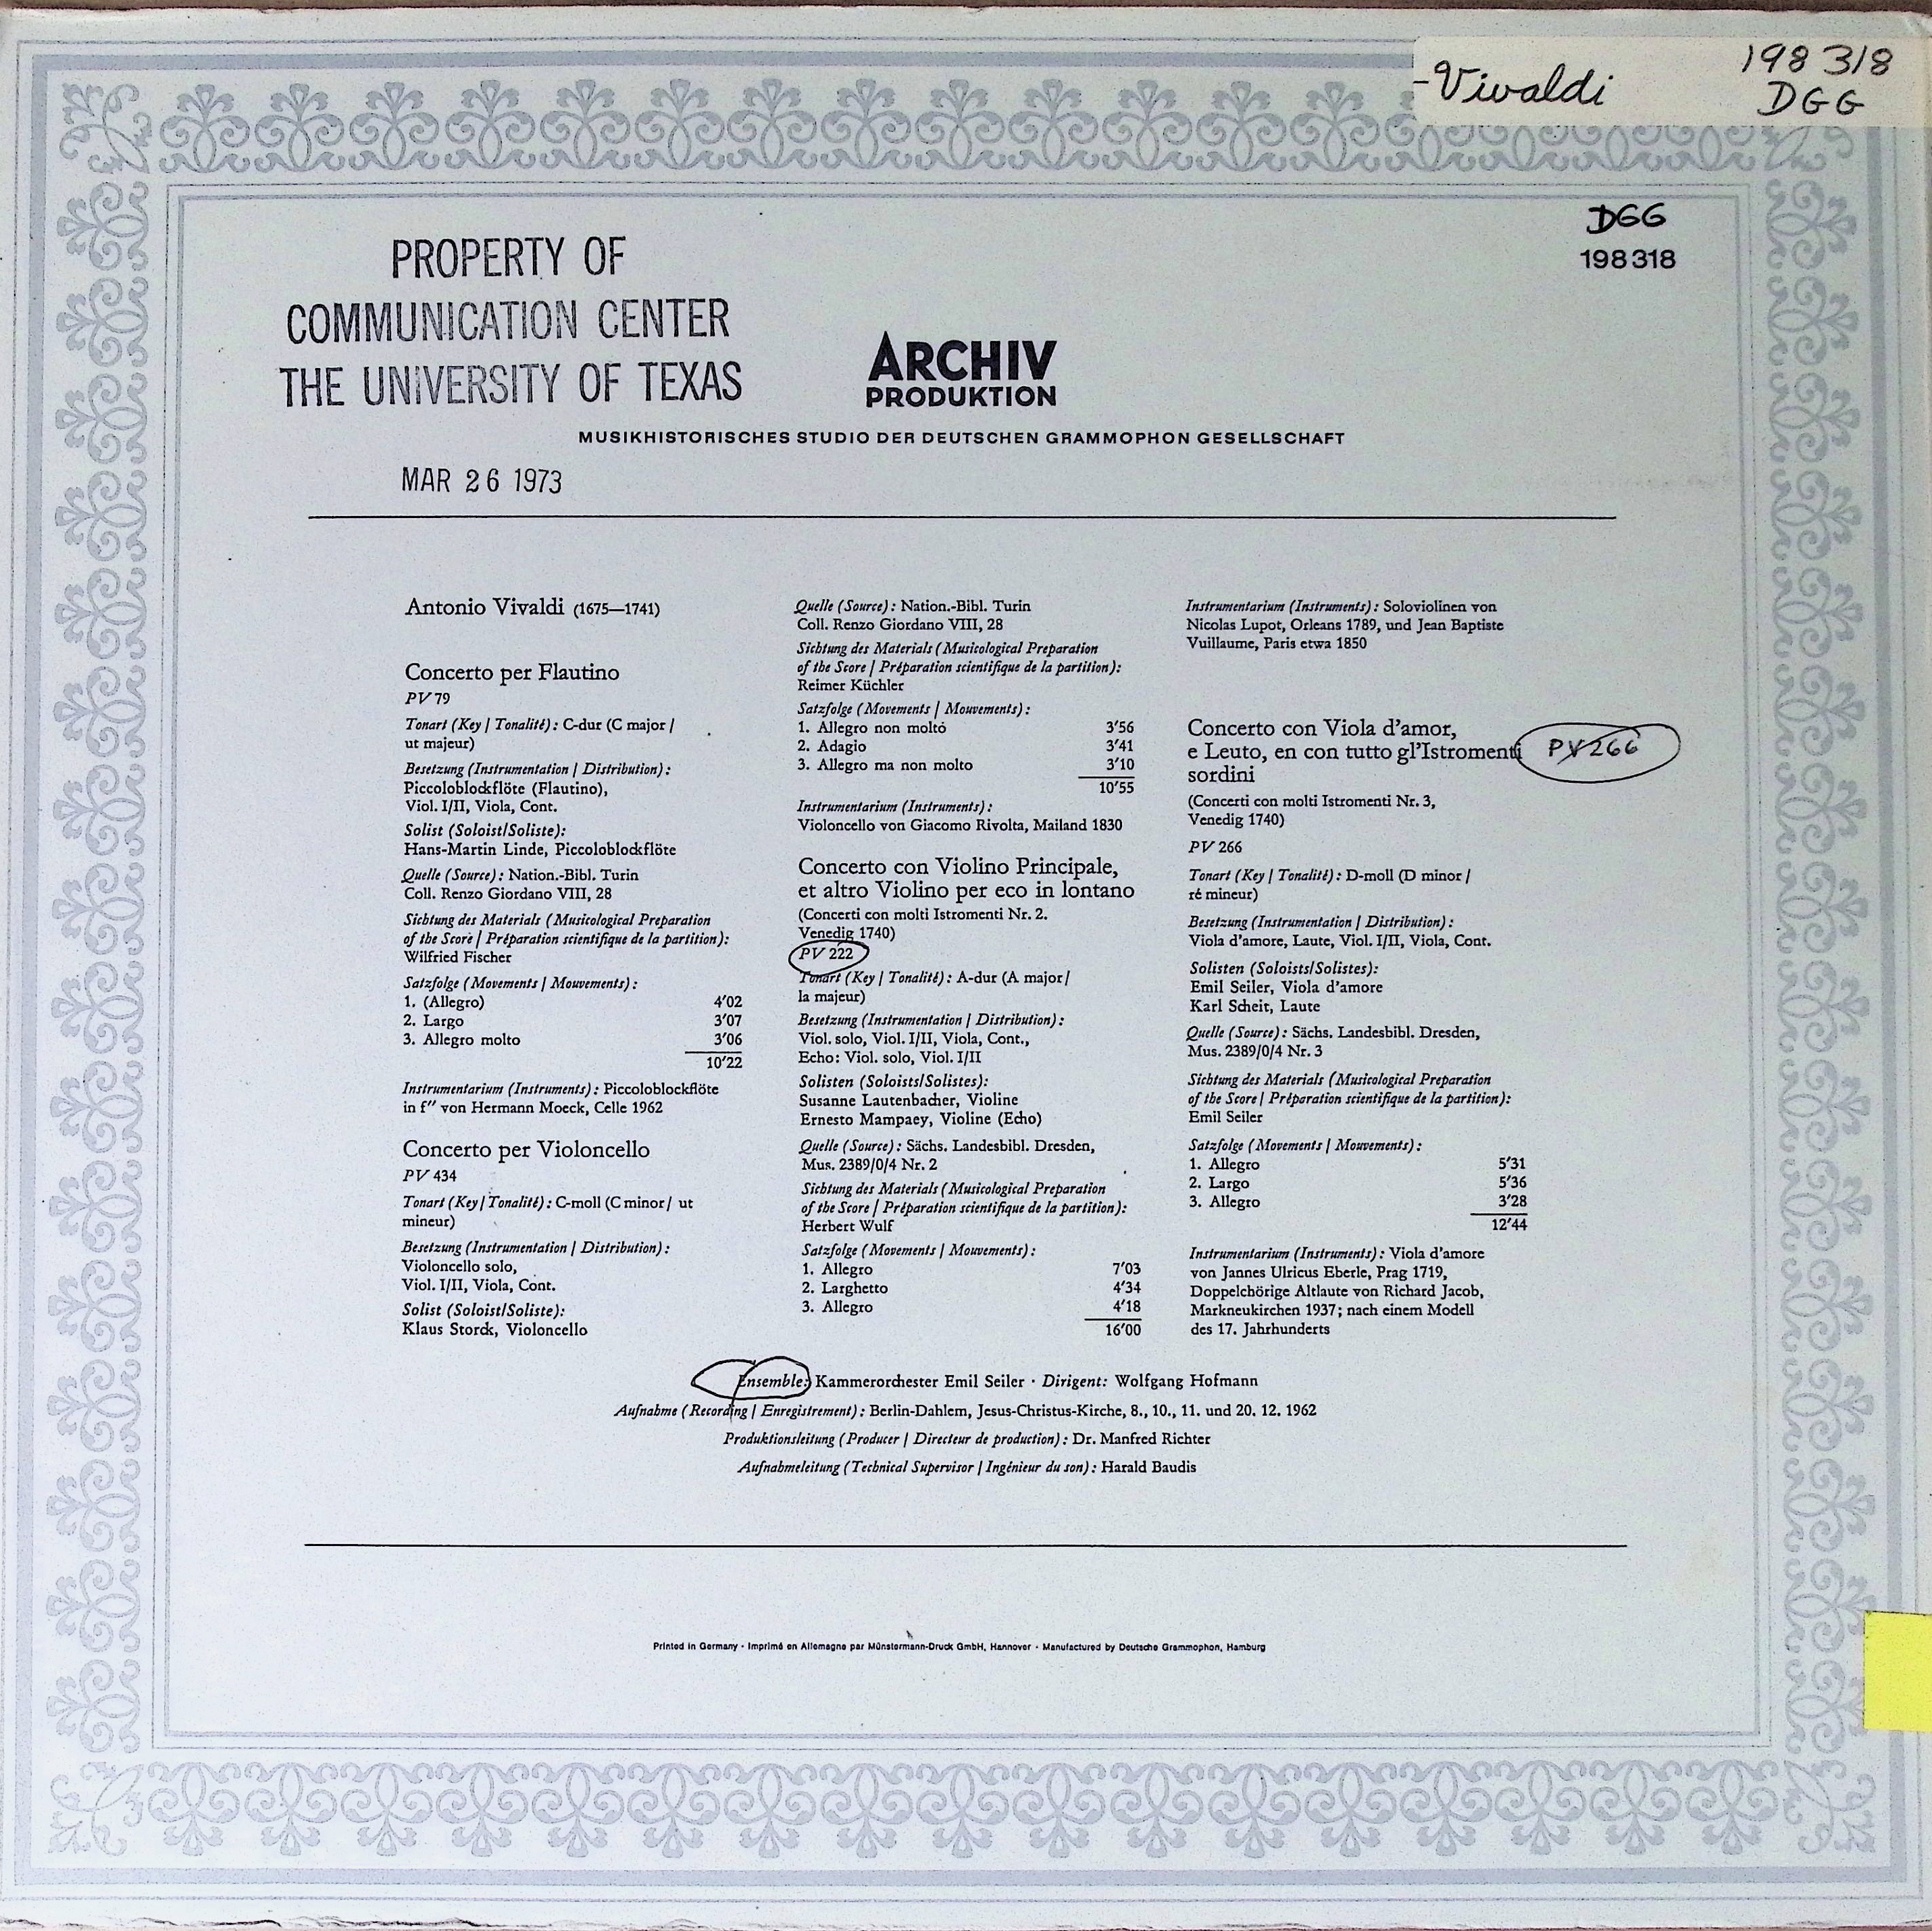 -Vivaldi
198 318
DGG
DGG
198 318
PROPERTY OF
COMMUNICATION CENTER
THE UNIVERSITY OF TEXAS
ARCHIV
PRODUKTION
MUSIKHISTORISCHES STUDIO DER DEUTSCHEN GRAMMOPHON GESELLSCHAFT
MAR 26 1973
Antonio Vivaldi (1675—1741)
Concerto per Flautino
PV 79
Tonart (Key / Tonalité): C-dur (C major /
ut majeur)
Besetzung (Instrumentation / Distribution):
Piccoloblockflöte (Flautino),
Viol. I/II, Viola, Cont.
Solist (Soloist/Soliste):
Hans-Martin Linde, Piccoloblockflöte
Quelle (Source): Nation.-Bibl. Turin
Coll. Renzo Giordano VIII, 28
Sichtung des Materials (Musicological Preparation
of the Score / Préparation scientifique de la partition):
Wilfried Fischer
Satzfolge (Movements / Mouvements):
1. (Allegro) 4′02
2. Largo 3′07
3. Allegro molto 3′06
10′22
Instrumentarium (Instruments): Piccoloblockflöte
in f″ von Hermann Moeck, Celle 1962
Concerto per Violoncello
PV 434
Tonart (Key / Tonalité): C-moll (C minor / ut
mineur)
Besetzung (Instrumentation / Distribution):
Violoncello solo,
Viol. I/II, Viola, Cont.
Solist (Soloist/Soliste):
Klaus Storck, Violoncello
Quelle (Source): Nation.-Bibl. Turin
Coll. Renzo Giordano VIII, 28
Sichtung des Materials (Musicological Preparation
of the Score / Préparation scientifique de la partition):
Reimer Küchler
Satzfolge (Movements / Mouvements):
1. Allegro non molto 3′56
2. Adagio 3′41
3. Allegro ma non molto 3′10
10′55
Instrumentarium (Instruments):
Violoncello von Giacomo Rivolta, Mailand 1830
Concerto con Violino Principale,
et altro Violino per eco in lontano
(Concerti con molti Istromenti Nr. 2.
Venedig 1740)
PV 222
Tonart (Key / Tonalité): A-dur (A major /
la majeur)
Besetzung (Instrumentation / Distribution):
Viol. solo, Viol. I/II, Viola, Cont.,
Echo: Viol. solo, Viol. I/II
Solisten (Soloists/Solistes):
Susanne Lautenbacher, Violine
Ernesto Mampaey, Violine (Echo)
Quelle (Source): Sächs. Landesbibl. Dresden,
Mus. 2389/0/4 Nr. 2
Sichtung des Materials (Musicological Preparation
of the Score / Préparation scientifique de la partition):
Herbert Wulf
Satzfolge (Movements / Mouvements):
1. Allegro 7′03
2. Larghetto 4′34
3. Allegro 4′18
16′00
Instrumentarium (Instruments): Soloviolinen von
Nicolas Lupot, Orleans 1789, und Jean Baptiste
Vuillaume, Paris etwa 1850
Concerto con Viola d'amor,
e Leuto, en con tutto gl'Istromenti PV 266
sordini
(Concerti con molti Istromenti Nr. 3,
Venedig 1740)
PV 266
Tonart (Key / Tonalité): D-moll (D minor /
ré mineur)
Besetzung (Instrumentation / Distribution):
Viola d'amore, Laute, Viol. I/II, Viola, Cont.
Solisten (Soloists/Solistes):
Emil Seiler, Viola d'amore
Karl Scheit, Laute
Quelle (Source): Sächs. Landesbibl. Dresden,
Mus. 2389/0/4 Nr. 3
Sichtung des Materials (Musicological Preparation
of the Score / Préparation scientifique de la partition):
Emil Seiler
Satzfolge (Movements / Mouvements):
1. Allegro 5′31
2. Largo 5′36
3. Allegro 3′28
12′44
Instrumentarium (Instruments): Viola d'amore
von Jannes Ulricus Eberle, Prag 1719,
Doppelchörige Altlaute von Richard Jacob,
Markneukirchen 1937; nach einem Modell
des 17. Jahrhunderts
Ensemble: Kammerorchester Emil Seiler · Dirigent: Wolfgang Hofmann
Aufnahme (Recording / Enregistrement): Berlin-Dahlem, Jesus-Christus-Kirche, 8., 10., 11. und 20. 12. 1962
Produktionsleitung (Producer / Directeur de production): Dr. Manfred Richter
Aufnahmeleitung (Technical Supervisor / Ingénieur du son): Harald Baudis
Printed in Germany · Imprimé en Allemagne par Münstermann-Druck GmbH, Hannover · Manufactured by Deutsche Grammophon, Hamburg